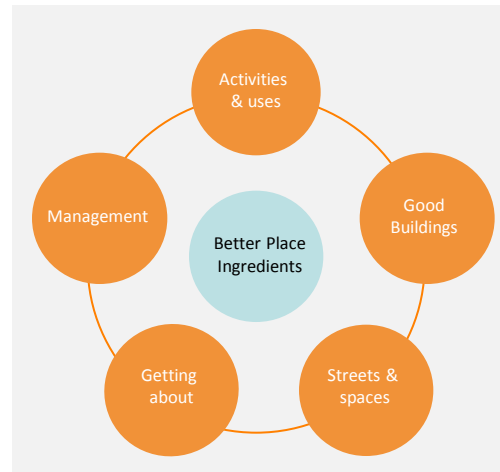 Activities
& uses
Good
Buildings
Streets &
spaces
Getting
about
Management
Better Place
Ingredients